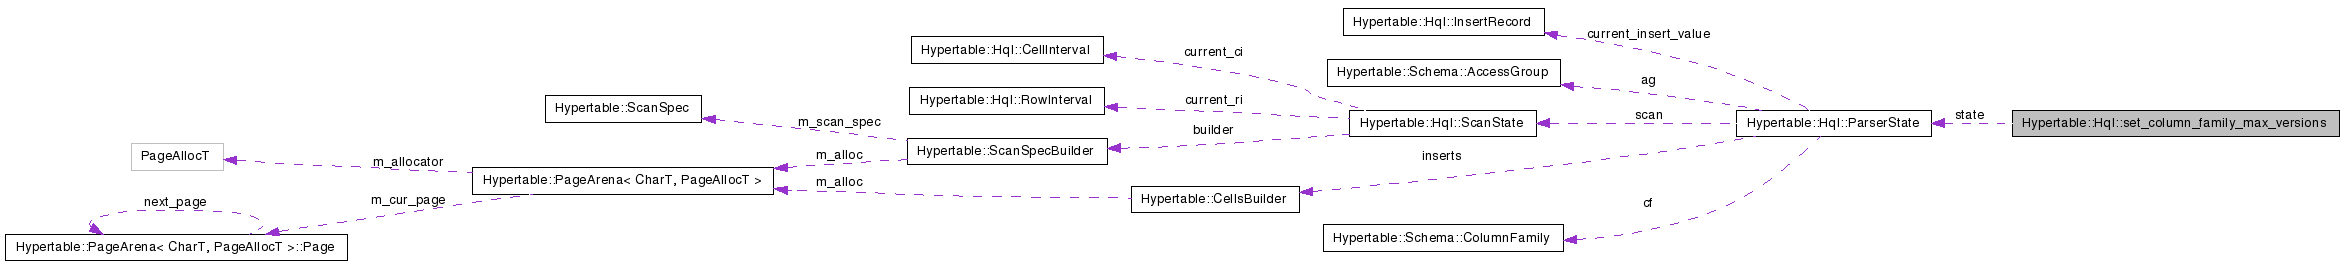 Hypertable::Hql::InsertRecord
current_insert_value
Hypertable::Hql::CellInterval
current_ci
Hypertable::Schema::AccessGroup
ag
Hypertable::ScanSpec
Hypertable::Hql::RowInterval
current_ri
m_scan_spec
builder
Hypertable::Hql::ScanState
scan
Hypertable::Hql::ParserState
state
Hypertable::Hql::set_column_family_max_versions
PageAllocT
m_allocator
m_alloc
Hypertable::ScanSpecBuilder
inserts
Hypertable::PageArena< CharT, PageAllocT >
m_alloc
next_page
m_cur_page
Hypertable::CellsBuilder
cf
Hypertable::PageArena< CharT, PageAllocT >::Page
Hypertable::Schema::ColumnFamily